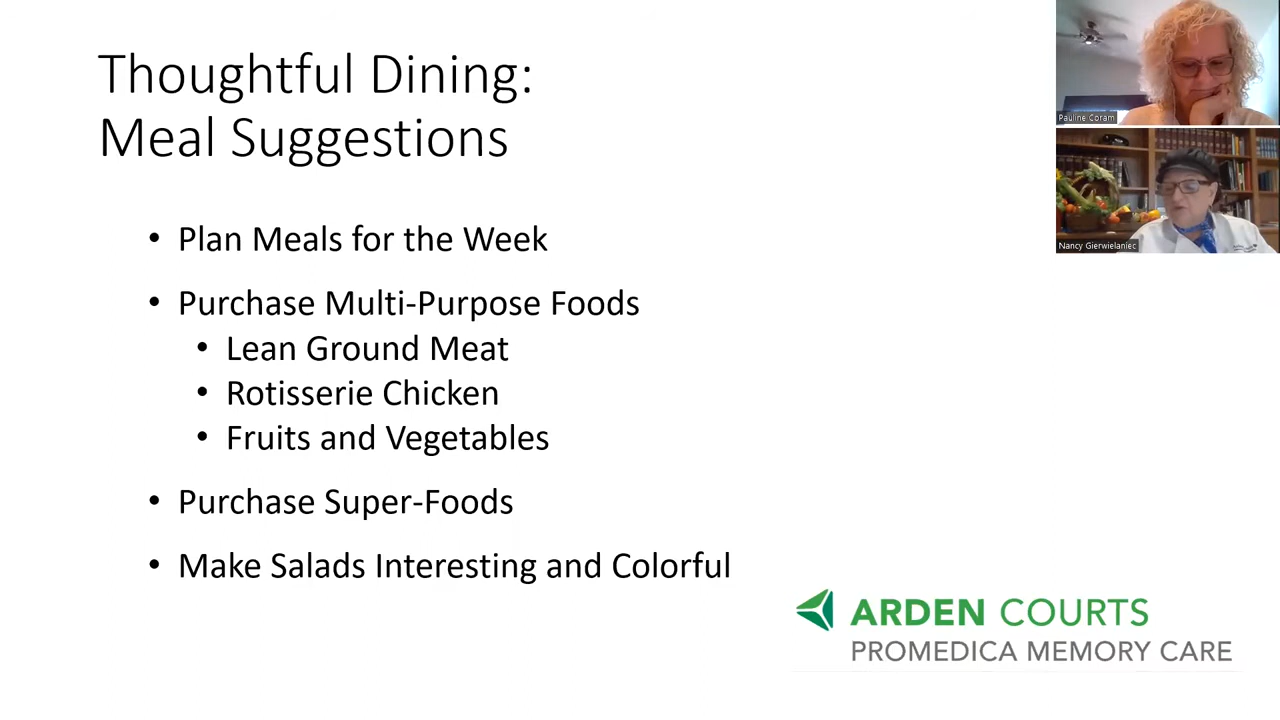 Thoughtful Dining:
Meal Suggestions
• Plan Meals for the Week
• Purchase Multi-Purpose Foods
• Lean Ground Meat
• Rotisserie Chicken
• Fruits and Vegetables
• Purchase Super-Foods
• Make Salads Interesting and Colorful
ARDEN COURTS
PROMEDICA MEMORY CARE
Pauline Coram
Nancy Gierwielaniec